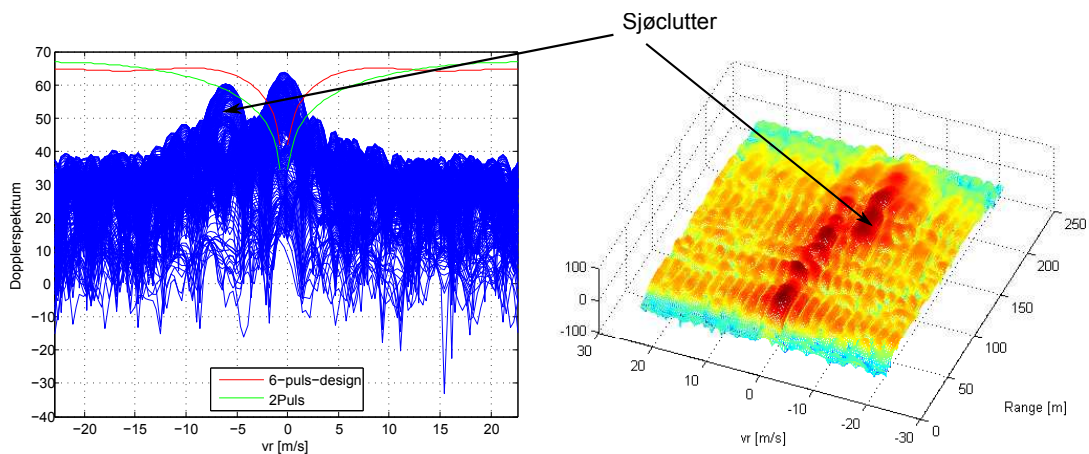 Sjøclutter
70
60
50
40
30
20
10
0
−10
−20
−30
−40
Dopplerspektrum
6−puls−design
2Puls
−20 −15 −10 −5 0 5 10 15 20
vr [m/s]
100
0
-100
30 20 10 0 -10 -20 -30
vr [m/s]
0 50 100 150 200 250
Range [m]